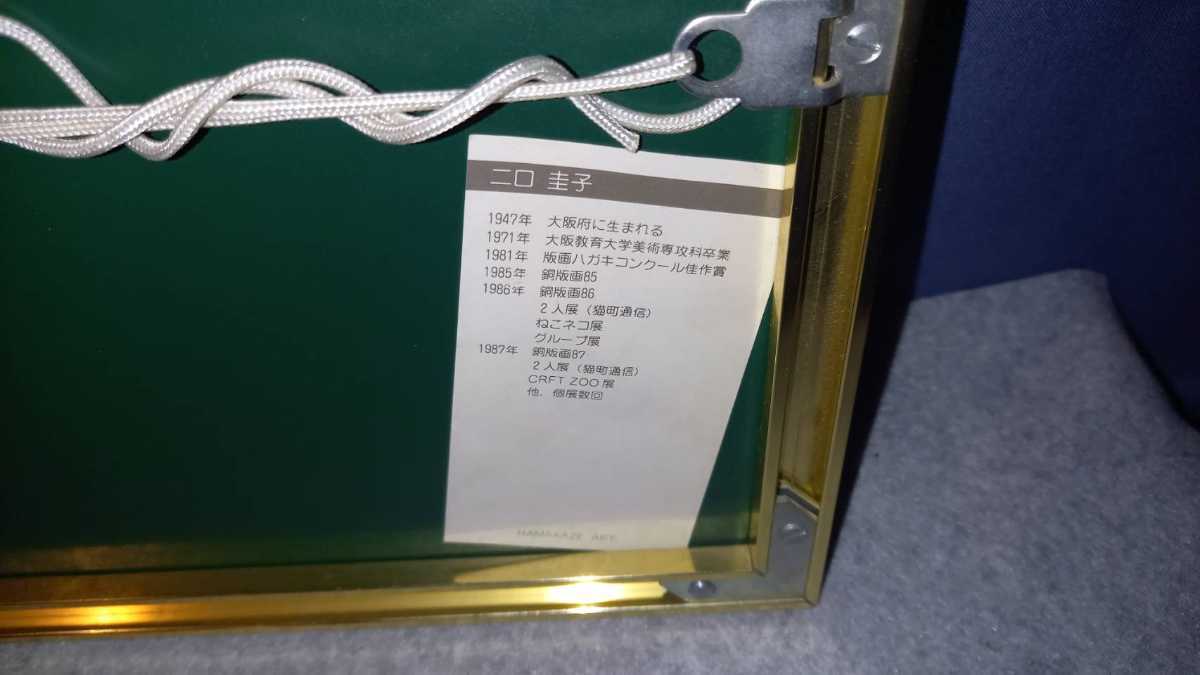 二口 圭子
1947年 大阪府に生まれる
1971年 大阪教育大学美術専攻科卒業
1981年 版画ハガキコンクール佳作賞
1985年 銅版画85
1986年 銅版画86
2人展（猫町通信）
ねこネコ展
グループ展
1987年 銅版画87
2人展（猫町通信）
CRFT ZOO 展
他、個展数回
HAMAKAZE ART.